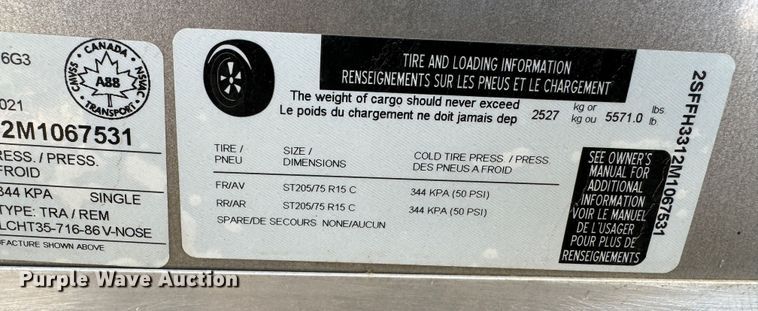 6G3
CANADA
CMVSS
NSVAC
A88
TRANSPORT
021
2M1067531
RESS. / PRESS.
FROID
344 KPA SINGLE
TYPE: TRA / REM
LCHT35-716-86 V-NOSE
MANUFACTURE SHOWN ABOVE
TIRE AND LOADING INFORMATION
RENSEIGNEMENTS SUR LES PNEUS ET LE CHARGEMENT
The weight of cargo should never exceed
Le poids du chargement ne doit jamais dep 2527 kg or kg ou 5571.0 lbs lb
TIRE / PNEU
SIZE / DIMENSIONS
COLD TIRE PRESS. / PRESS. DES PNEUS A FROID
FR/AV ST205/75 R15 C 344 KPA (50 PSI)
RR/AR ST205/75 R15 C 344 KPA (50 PSI)
SPARE/DE SECOURS NONE/AUCUN
SEE OWNER'S
MANUAL FOR
ADDITIONAL
INFORMATION
VOIR LE MANUEL
DE L'USAGER
POUR PLUS DE
RENSEIGNEMENTS
2SFFH3312M1067531
Purple Wave Auction